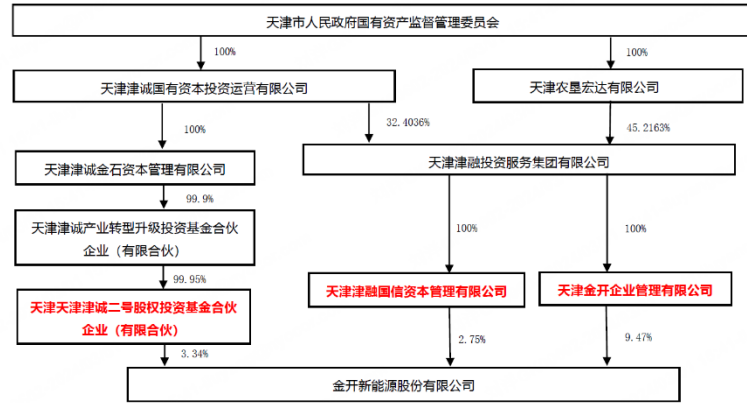 天津市人民政府国有资产监督管理委员会
100%
100%
天津津诚国有资本投资运营有限公司
天津农垦宏达有限公司
32.4036%
45.2163%
100%
天津津诚金石资本管理有限公司
天津津融投资服务集团有限公司
99.9%
天津津诚产业转型升级投资基金合伙
企业（有限合伙）
100%
100%
99.95%
天津天津津诚二号股权投资基金合伙
企业（有限合伙）
天津津融国信资本管理有限公司
天津金开企业管理有限公司
3.34%
2.75%
9.47%
金开新能源股份有限公司